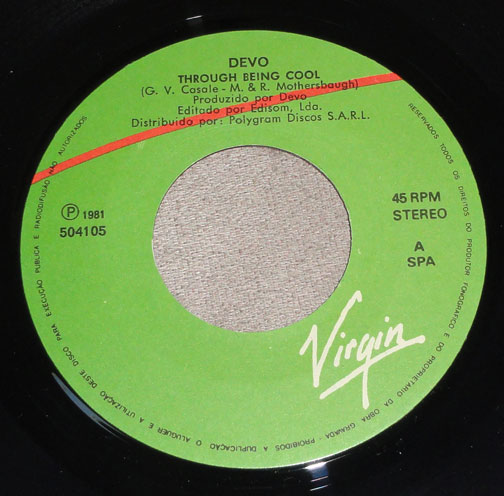 DEVO
THROUGH BEING COOL
(G. V. Casale - M. & R. Mothersbaugh)
Produzido por Devo
Editado por Edisom, Lda.
Distribuido por: Polygram Discos S.A.R.L.
Ⓟ 1981
504105
45 RPM
STEREO
A
SPA
Virgin
RESERVADOS TODOS OS DIREITOS DO PRODUTOR FONOGRÁFICO E DO PROPRIETÁRIO DA OBRA GRAVADA - PROIBIDOS A DUPLICAÇÃO O ALUGUER E A UTILIZAÇÃO DESTE DISCO PARA EXECUÇÃO PÚBLICA E RADIODIFUSÃO NÃO AUTORIZADOS